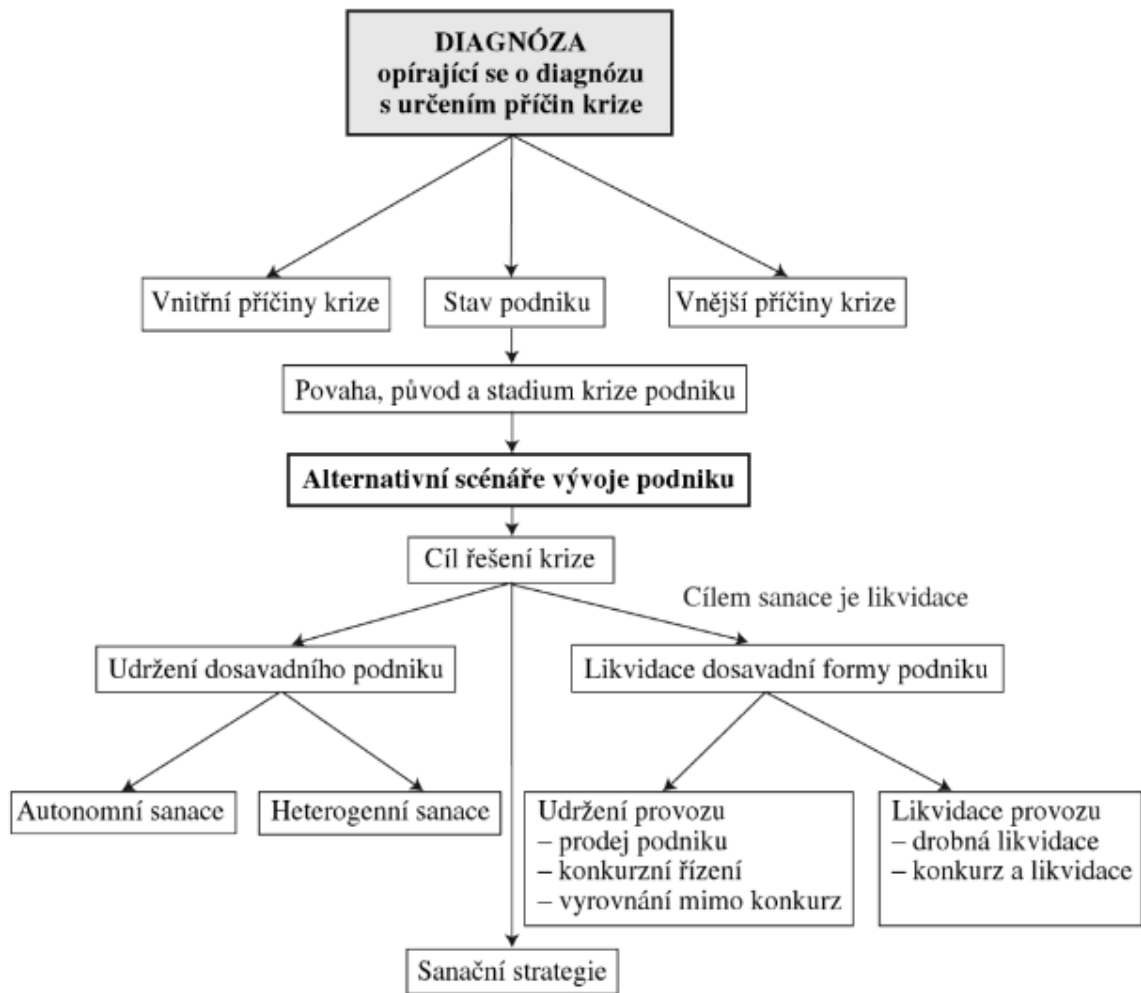 DIAGNÓZA
opírající se o diagnózu
s určením příčin krize
Vnitřní příčiny krize
Stav podniku
Vnější příčiny krize
Povaha, původ a stadium krize podniku
Alternativní scénáře vývoje podniku
Cíl řešení krize
Cílem sanace je likvidace
Udržení dosavadního podniku
Likvidace dosavadní formy podniku
Autonomní sanace
Heterogenní sanace
Udržení provozu
– prodej podniku
– konkurzní řízení
– vyrovnání mimo konkurz
Likvidace provozu
– drobná likvidace
– konkurz a likvidace
Sanační strategie